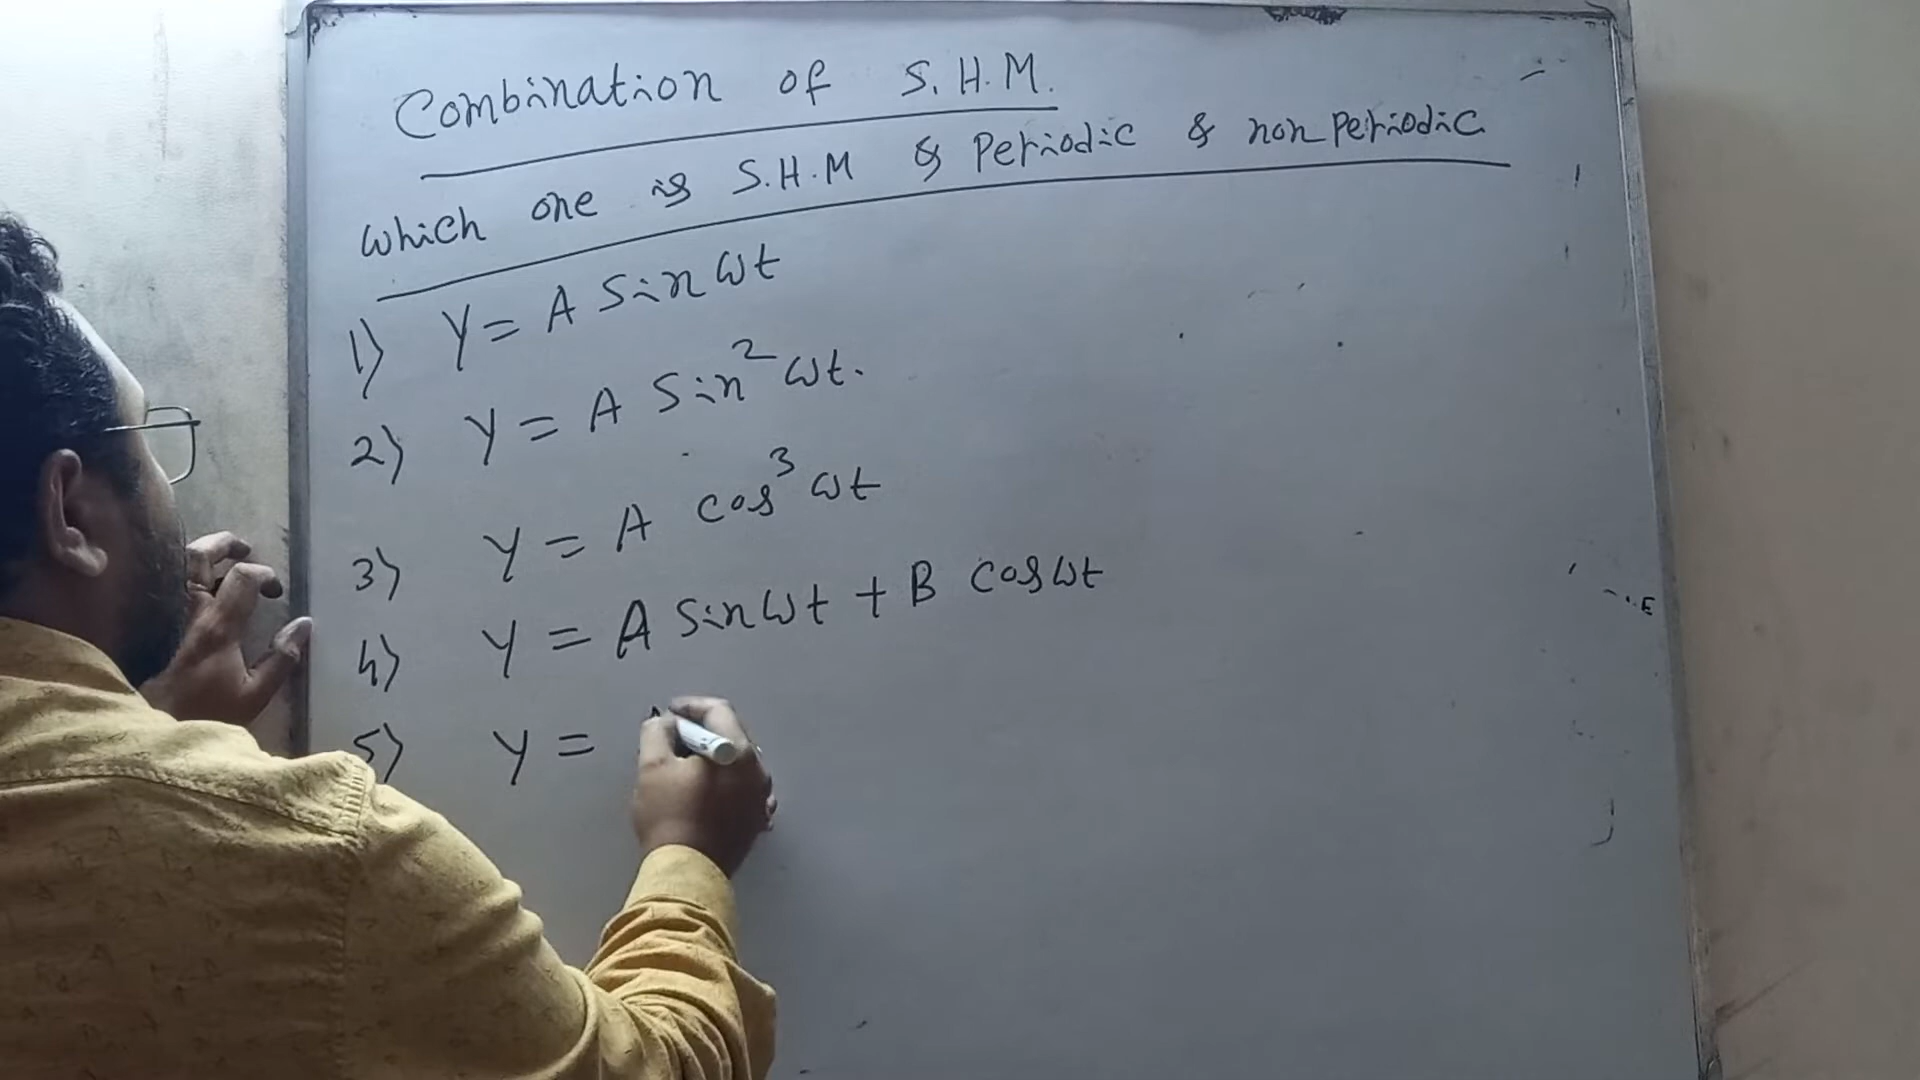 Combination of S.H.M.
which one is S.H.M & Periodic & non Periodic
1) Y = A Sin ωt
2) Y = A Sin² ωt.
3) Y = A cos³ ωt
4) Y = A Sin ωt + B cos ωt
5) Y =